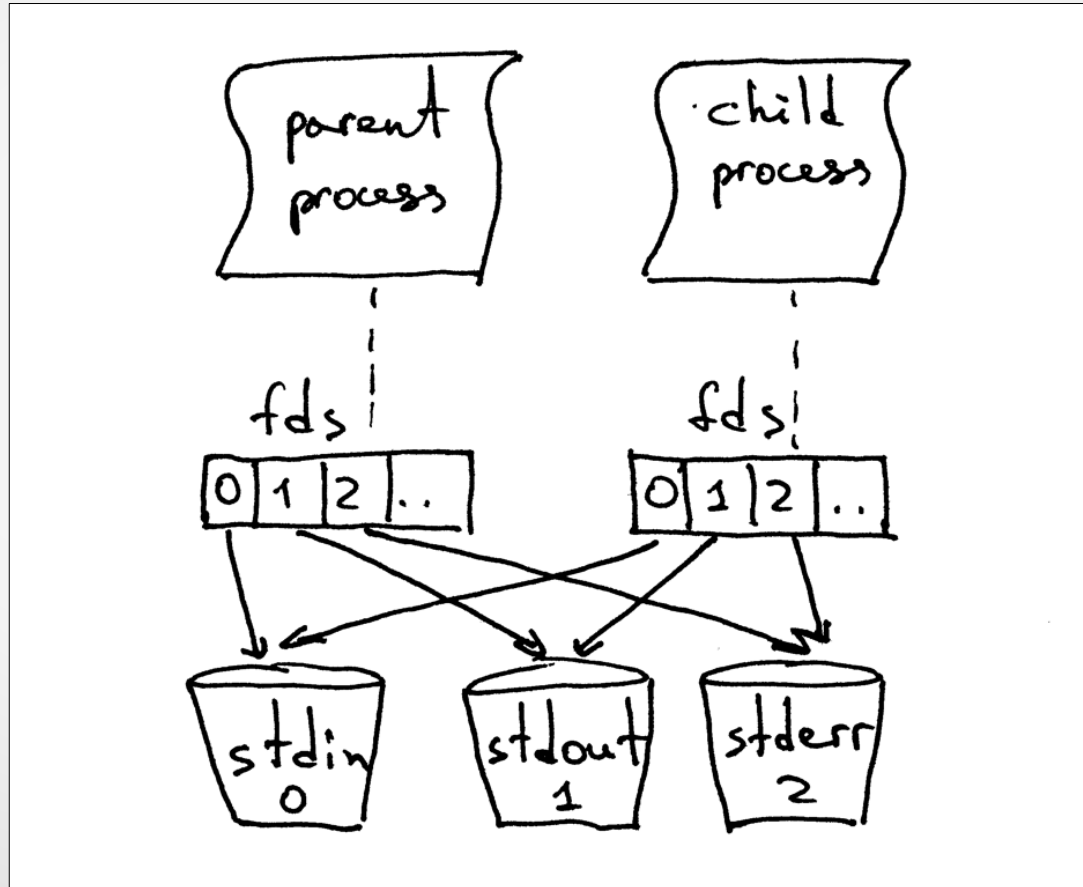 parent
process
child
process
fds
fds
0 1 2 ..
0 1 2 ..
stdin
0
stdout
1
stderr
2